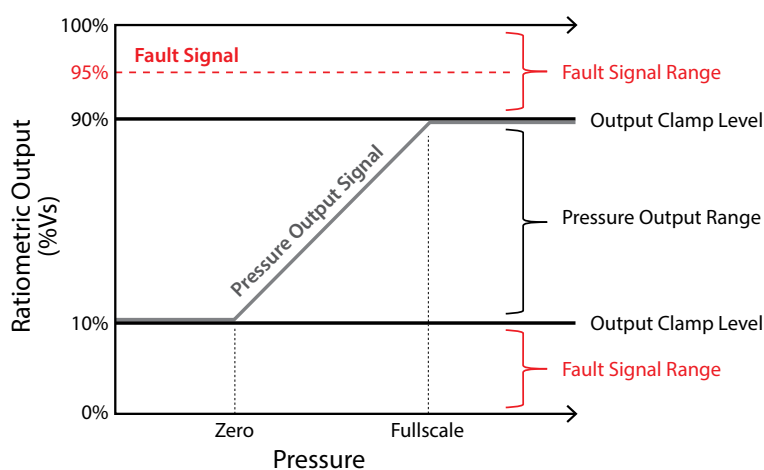 100%
Fault Signal
95%
Fault Signal Range
90%
Output Clamp Level
Ratiometric Output
(%Vs)
Pressure Output Signal
Pressure Output Range
10%
Output Clamp Level
Fault Signal Range
0%
Zero
Fullscale
Pressure